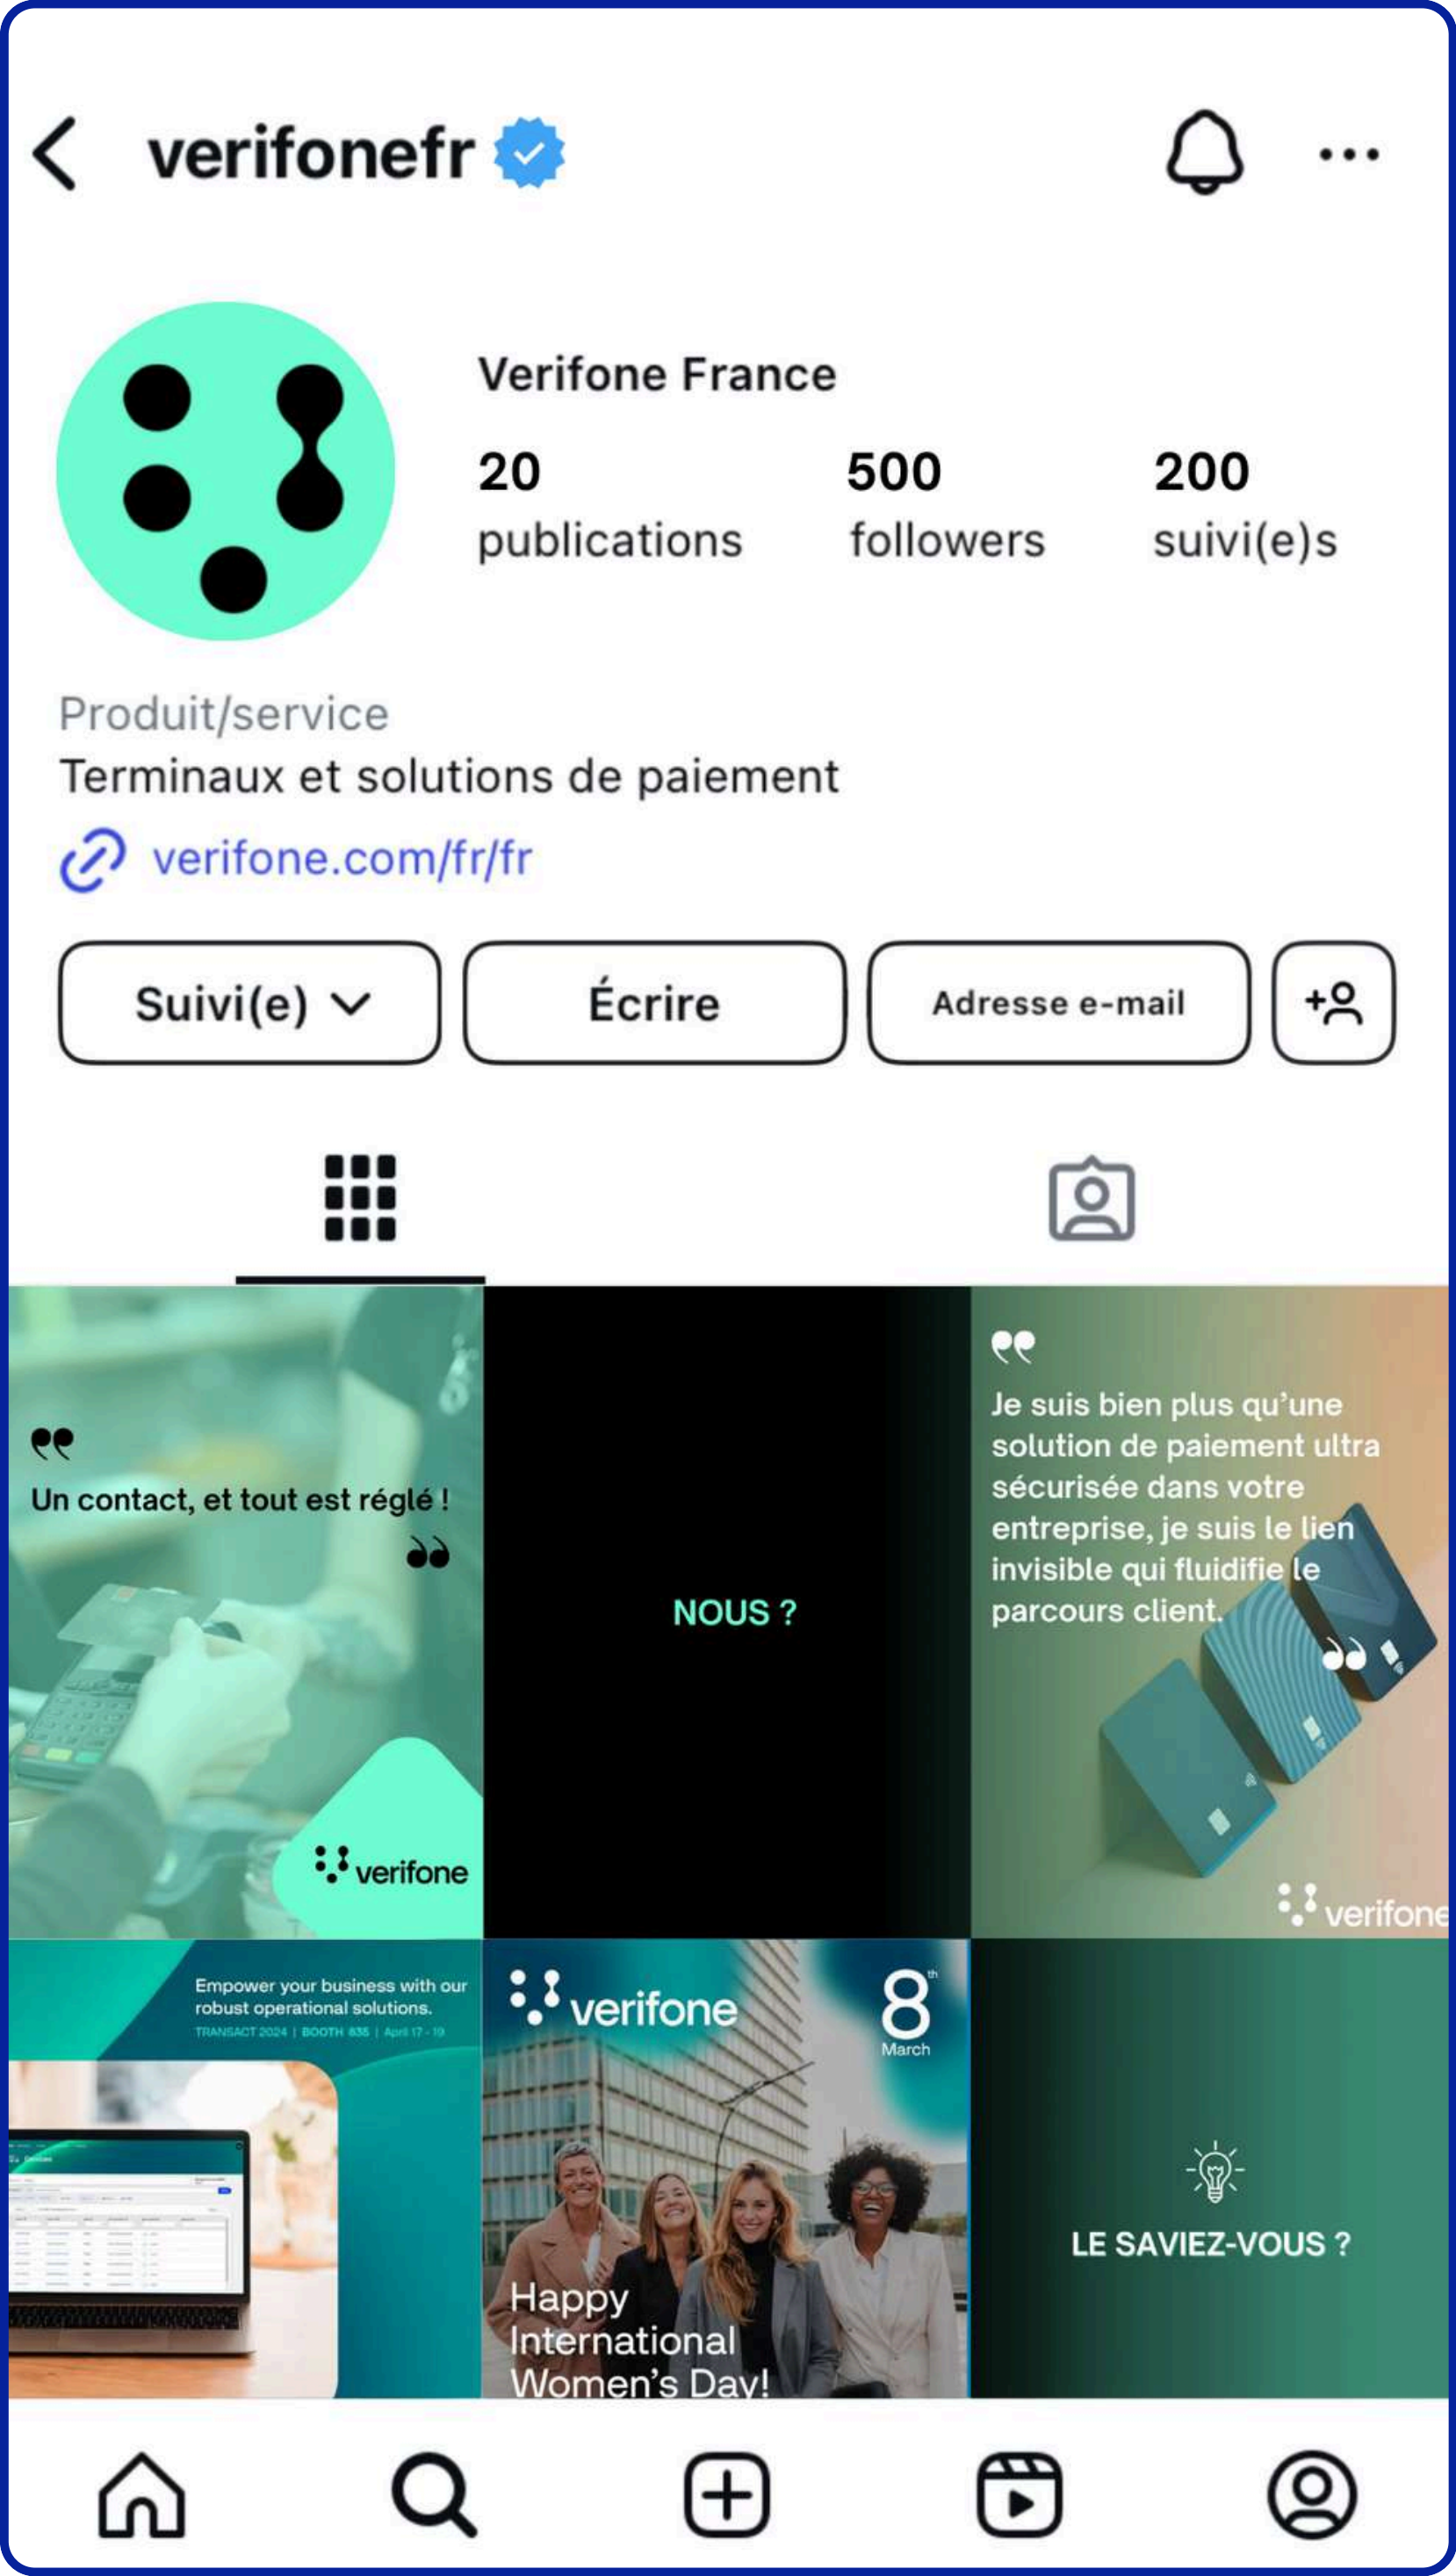 verifonefr
Verifone France
20 500 200
publications followers suivi(e)s
Produit/service
Terminaux et solutions de paiement
verifone.com/fr/fr
Suivi(e) Écrire Adresse e-mail
Un contact, et tout est réglé !
verifone
NOUS ?
Je suis bien plus qu’une
solution de paiement ultra
sécurisée dans votre
entreprise, je suis le lien
invisible qui fluidifie le
parcours client.
verifone
Empower your business with our
robust operational solutions.
TRANSACT 2024 | BOOTH 835 | April 17 - 19
verifone
8th
March
Happy
International
Women’s Day!
LE SAVIEZ-VOUS ?